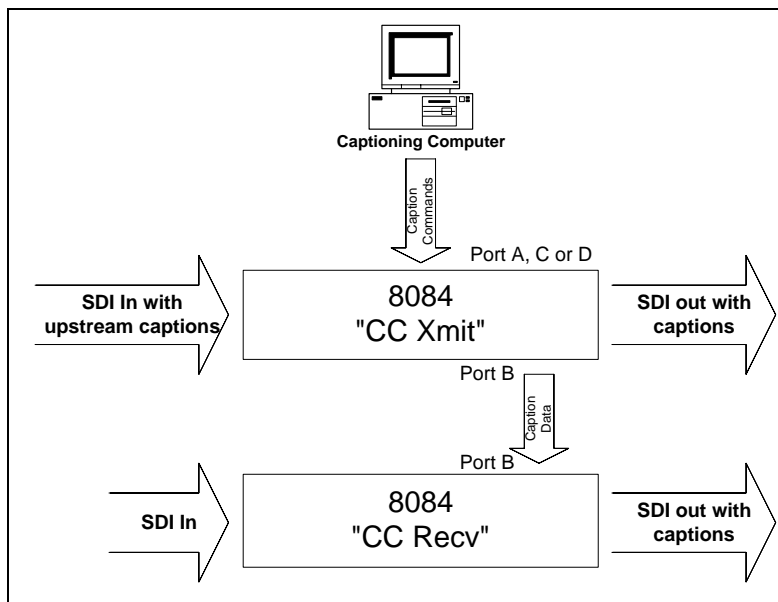 Captioning Computer
Caption
Commands
Port A, C or D
SDI In with
upstream captions
8084
"CC Xmit"
SDI out with
captions
Port B
Caption
Data
Port B
SDI In
8084
"CC Recv"
SDI out with
captions